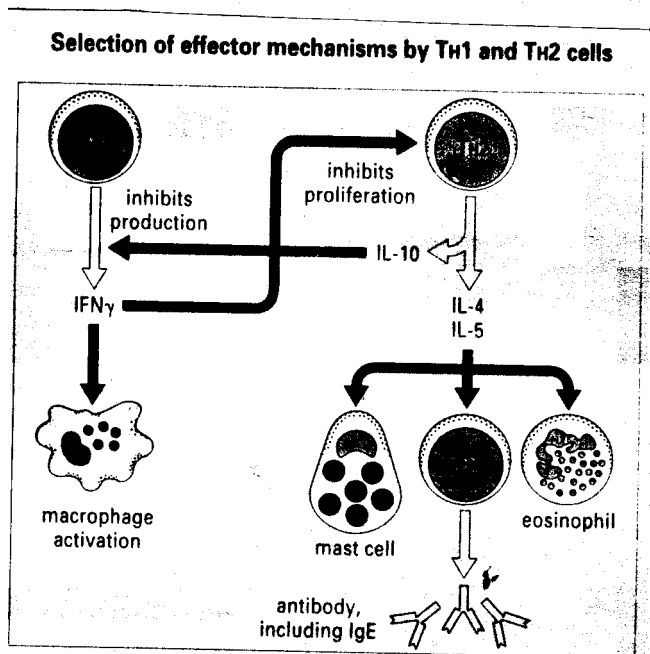 Selection of effector mechanisms by TH1 and TH2 cells
inhibits
production
inhibits
proliferation
IL-10
IFNγ
IL-4
IL-5
macrophage
activation
mast cell
eosinophil
antibody,
including IgE